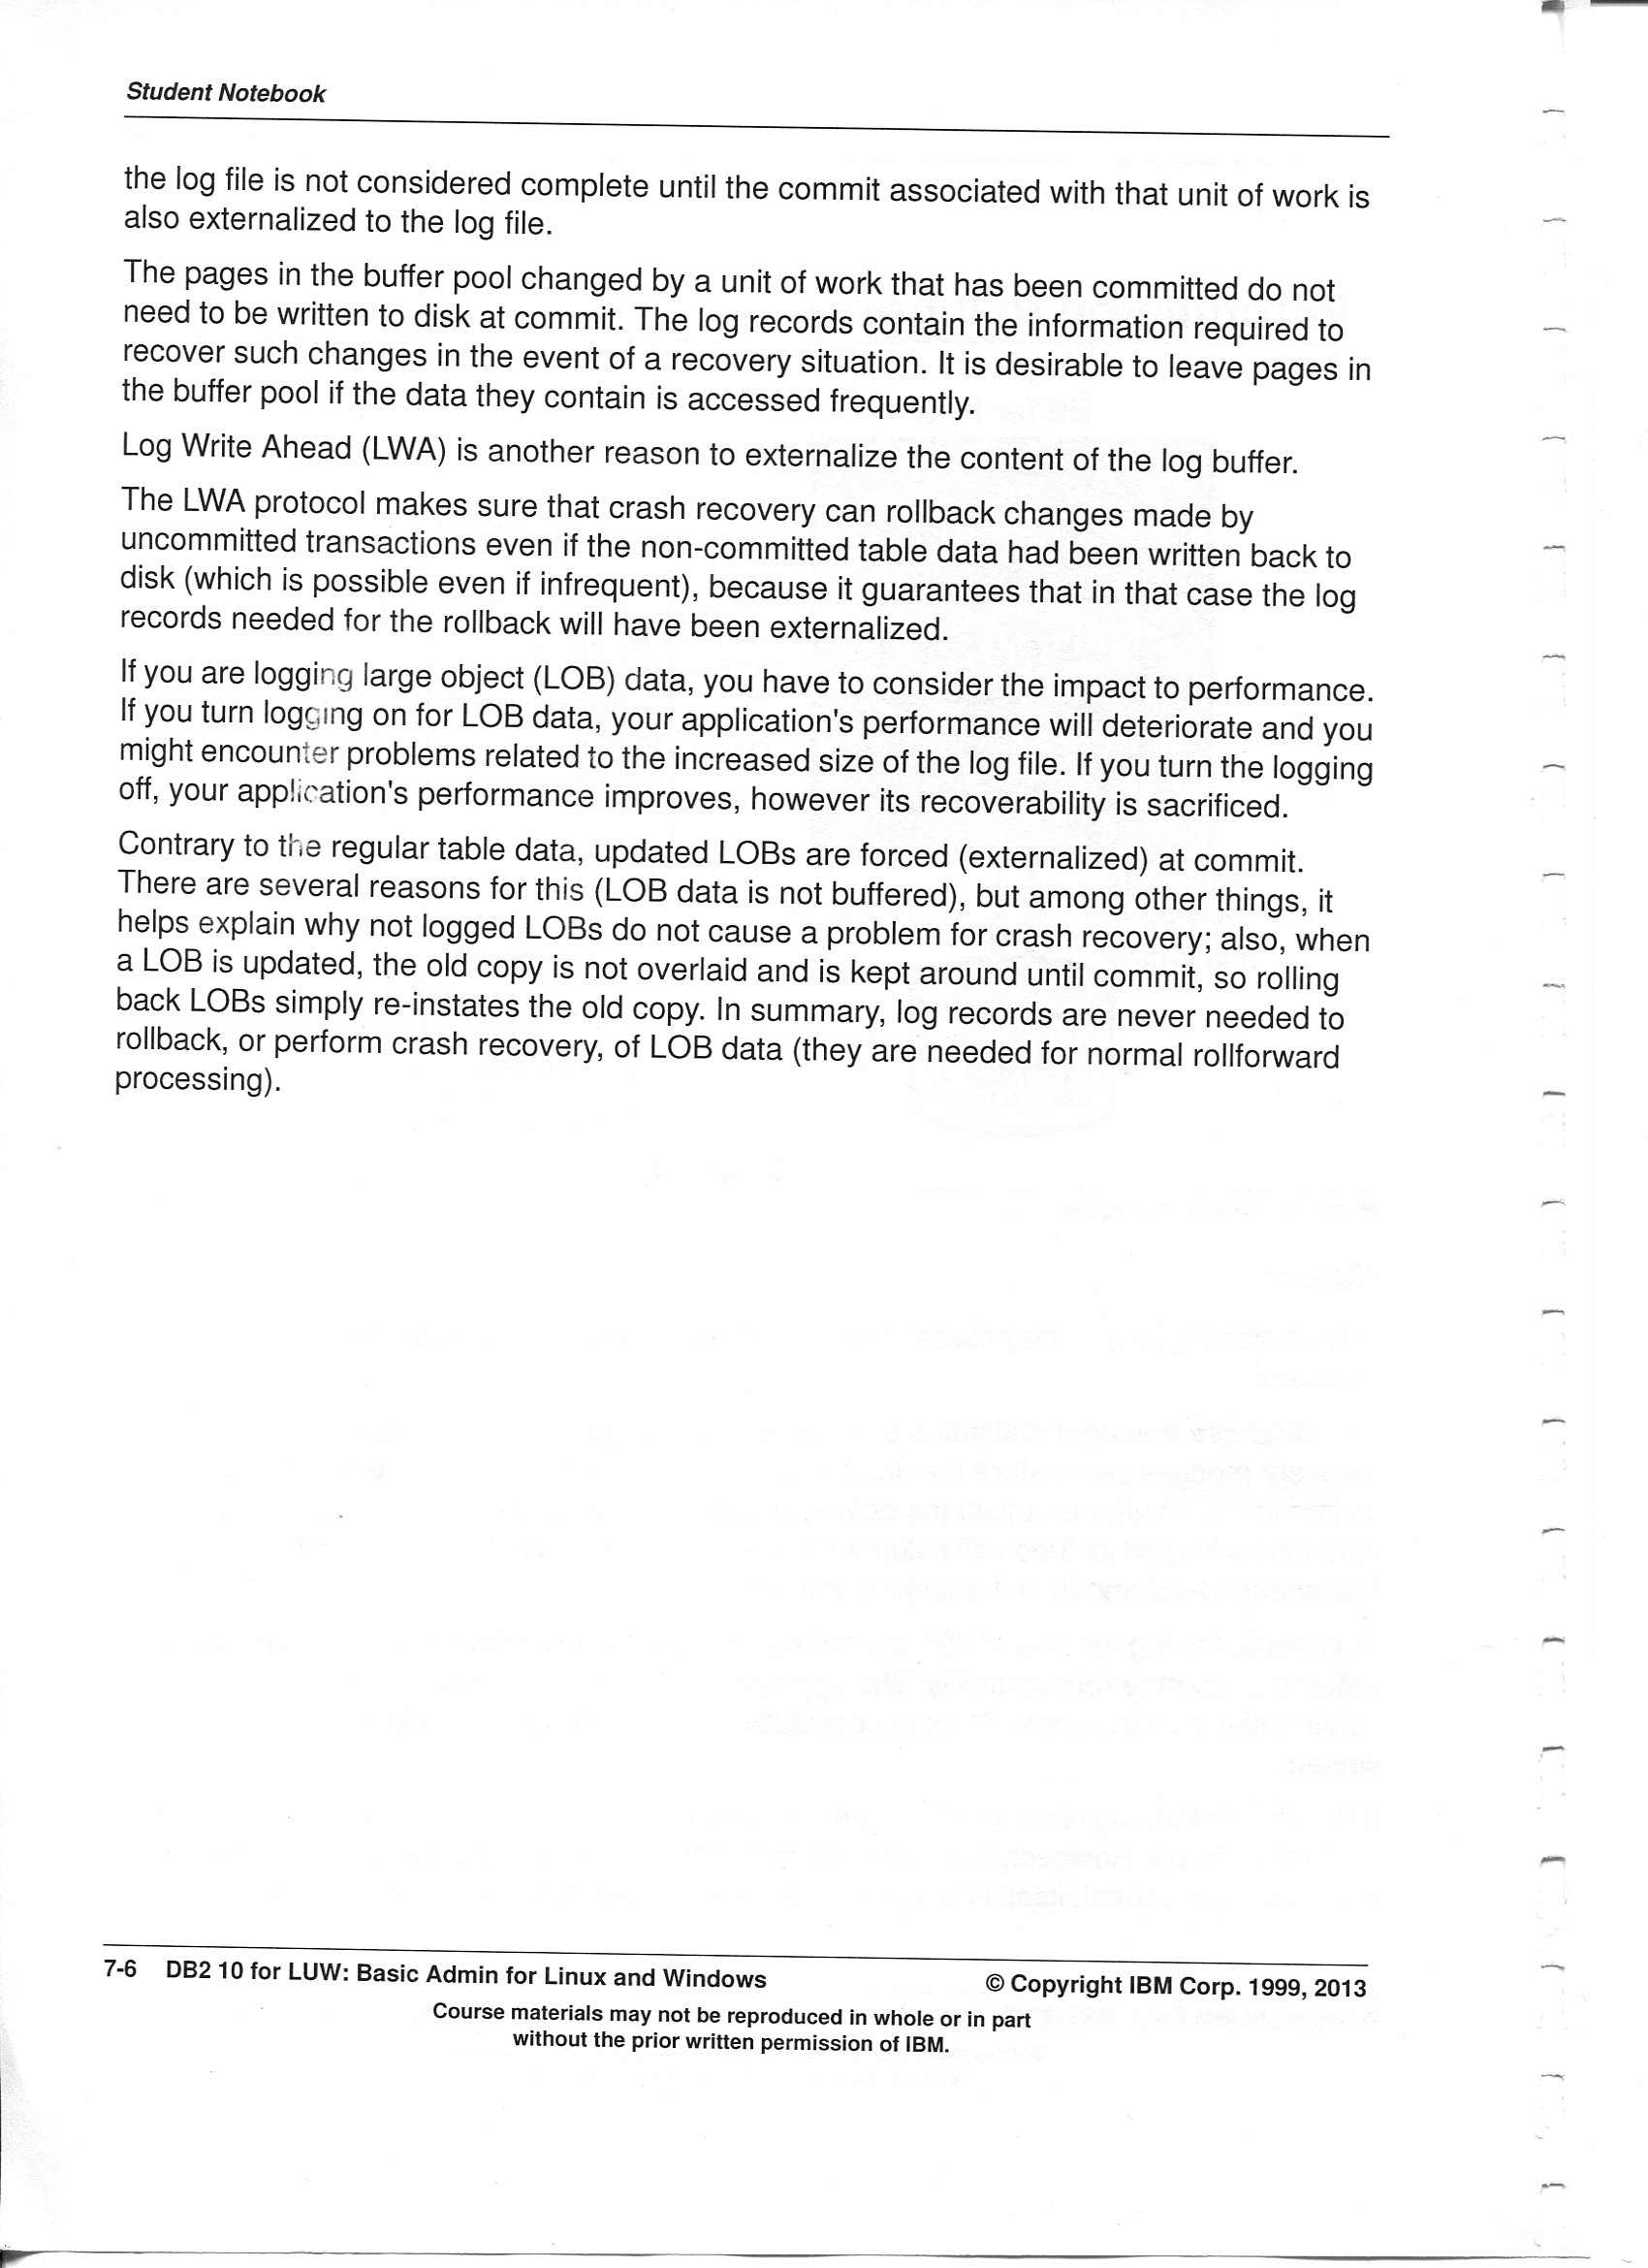 Student Notebook
the log file is not considered complete until the commit associated with that unit of work is
also externalized to the log file.
The pages in the buffer pool changed by a unit of work that has been committed do not
need to be written to disk at commit. The log records contain the information required to
recover such changes in the event of a recovery situation. It is desirable to leave pages in
the buffer pool if the data they contain is accessed frequently.
Log Write Ahead (LWA) is another reason to externalize the content of the log buffer.
The LWA protocol makes sure that crash recovery can rollback changes made by
uncommitted transactions even if the non-committed table data had been written back to
disk (which is possible even if infrequent), because it guarantees that in that case the log
records needed for the rollback will have been externalized.
If you are logging large object (LOB) data, you have to consider the impact to performance.
If you turn logging on for LOB data, your application's performance will deteriorate and you
might encounter problems related to the increased size of the log file. If you turn the logging
off, your application's performance improves, however its recoverability is sacrificed.
Contrary to the regular table data, updated LOBs are forced (externalized) at commit.
There are several reasons for this (LOB data is not buffered), but among other things, it
helps explain why not logged LOBs do not cause a problem for crash recovery; also, when
a LOB is updated, the old copy is not overlaid and is kept around until commit, so rolling
back LOBs simply re-instates the old copy. In summary, log records are never needed to
rollback, or perform crash recovery, of LOB data (they are needed for normal rollforward
processing).
7-6 DB2 10 for LUW: Basic Admin for Linux and Windows © Copyright IBM Corp. 1999, 2013
Course materials may not be reproduced in whole or in part
without the prior written permission of IBM.